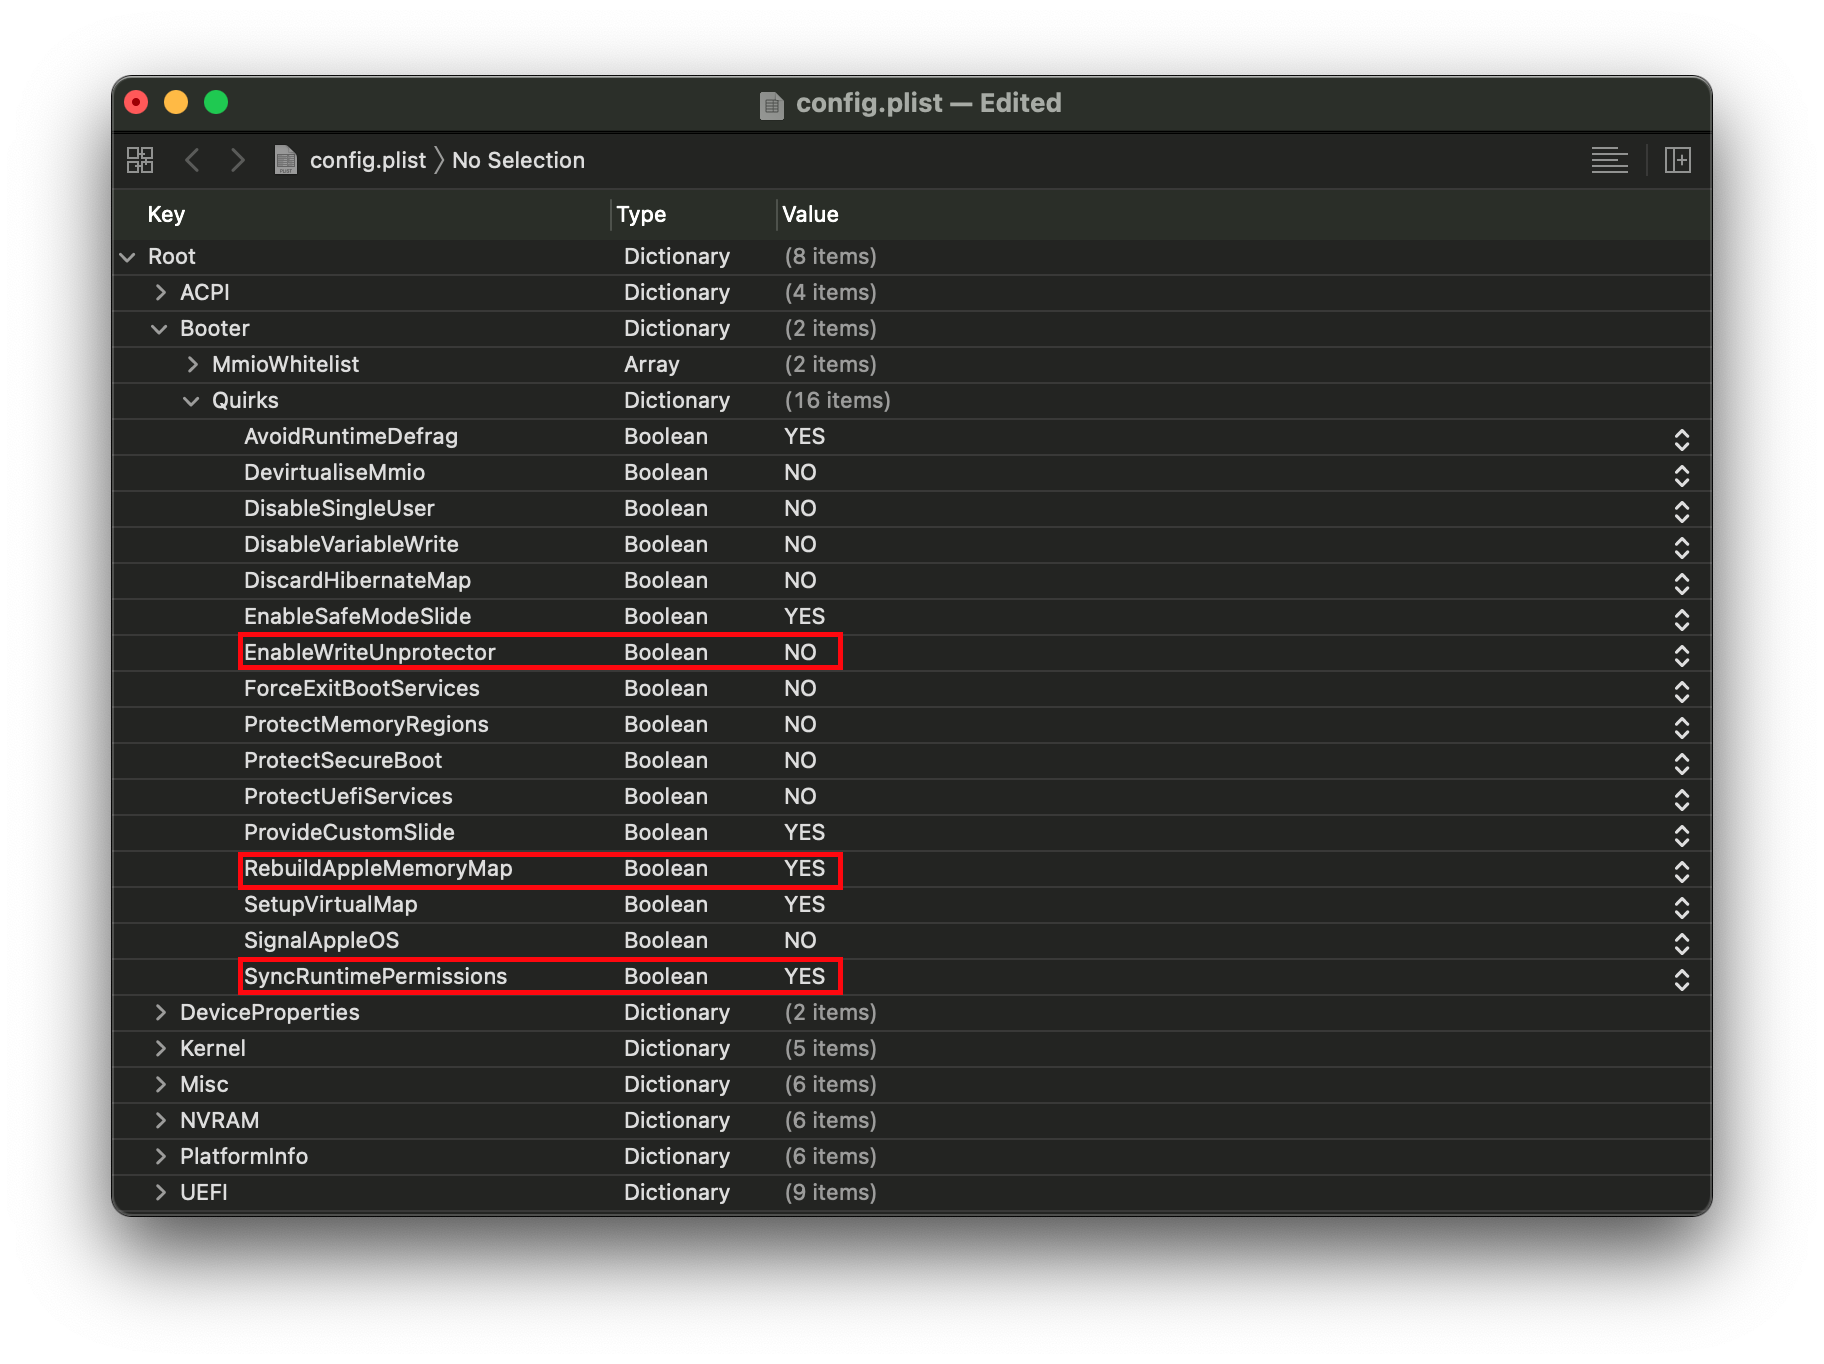 config.plist — Edited
config.plist 〉 No Selection
Key Type Value
Root Dictionary (8 items)
ACPI Dictionary (4 items)
Booter Dictionary (2 items)
MmioWhitelist Array (2 items)
Quirks Dictionary (16 items)
AvoidRuntimeDefrag Boolean YES
DevirtualiseMmio Boolean NO
DisableSingleUser Boolean NO
DisableVariableWrite Boolean NO
DiscardHibernateMap Boolean NO
EnableSafeModeSlide Boolean YES
EnableWriteUnprotector Boolean NO
ForceExitBootServices Boolean NO
ProtectMemoryRegions Boolean NO
ProtectSecureBoot Boolean NO
ProtectUefiServices Boolean NO
ProvideCustomSlide Boolean YES
RebuildAppleMemoryMap Boolean YES
SetupVirtualMap Boolean YES
SignalAppleOS Boolean NO
SyncRuntimePermissions Boolean YES
DeviceProperties Dictionary (2 items)
Kernel Dictionary (5 items)
Misc Dictionary (6 items)
NVRAM Dictionary (6 items)
PlatformInfo Dictionary (6 items)
UEFI Dictionary (9 items)